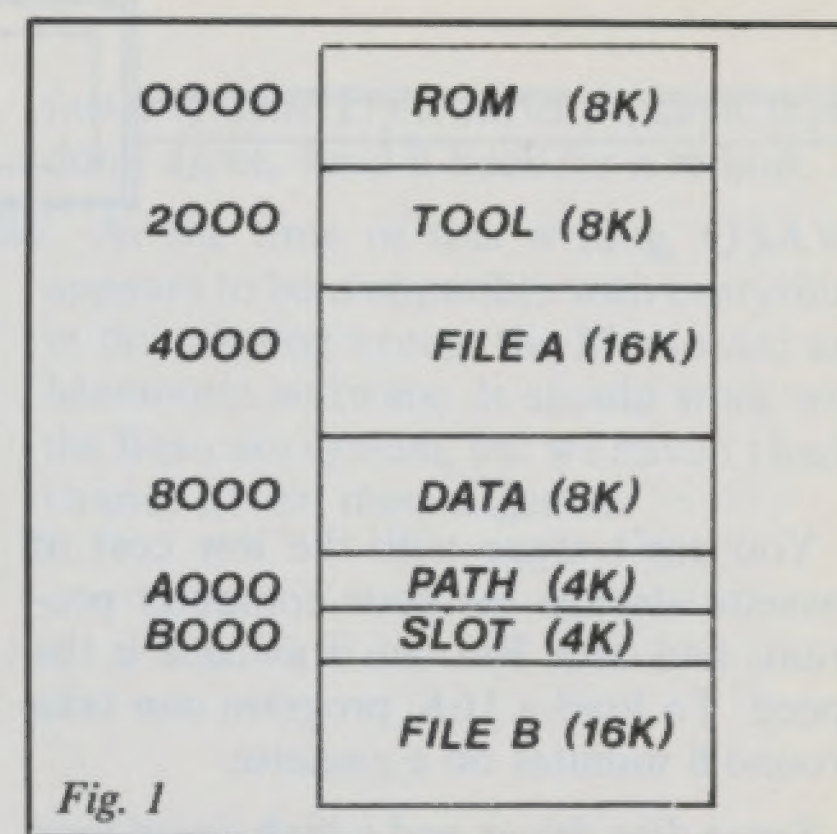 0000 ROM (8K)
2000 TOOL (8K)
4000 FILE A (16K)
8000 DATA (8K)
A000 PATH (4K)
B000 SLOT (4K)
FILE B (16K)
Fig. 1